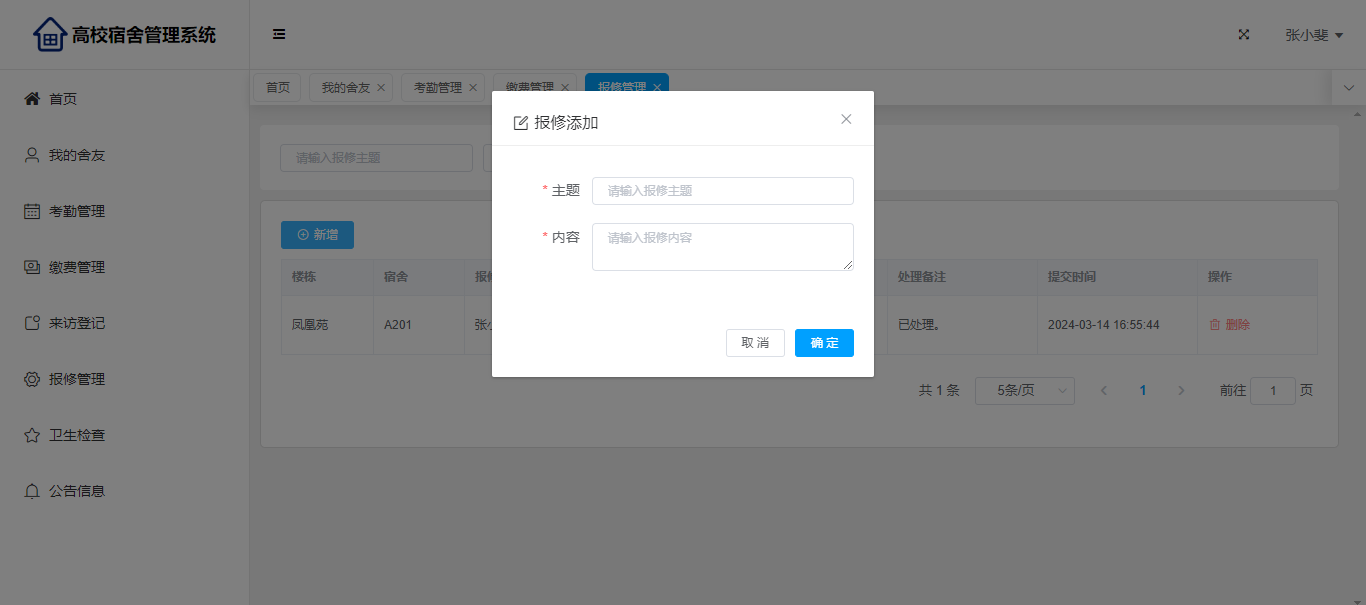 高校宿舍管理系统
张小斐
首页
我的舍友
考勤管理
缴费管理
报修管理
首页
我的舍友
考勤管理
缴费管理
来访登记
报修管理
卫生检查
公告信息
请输入报修主题
报修添加
* 主题 请输入报修主题
* 内容 请输入报修内容
取 消 确 定
新增
楼栋 宿舍 报修 处理备注 提交时间 操作
凤凰苑 A201 张小 已处理。 2024-03-14 16:55:44 删除
共 1 条 5条/页 1 前往 1 页